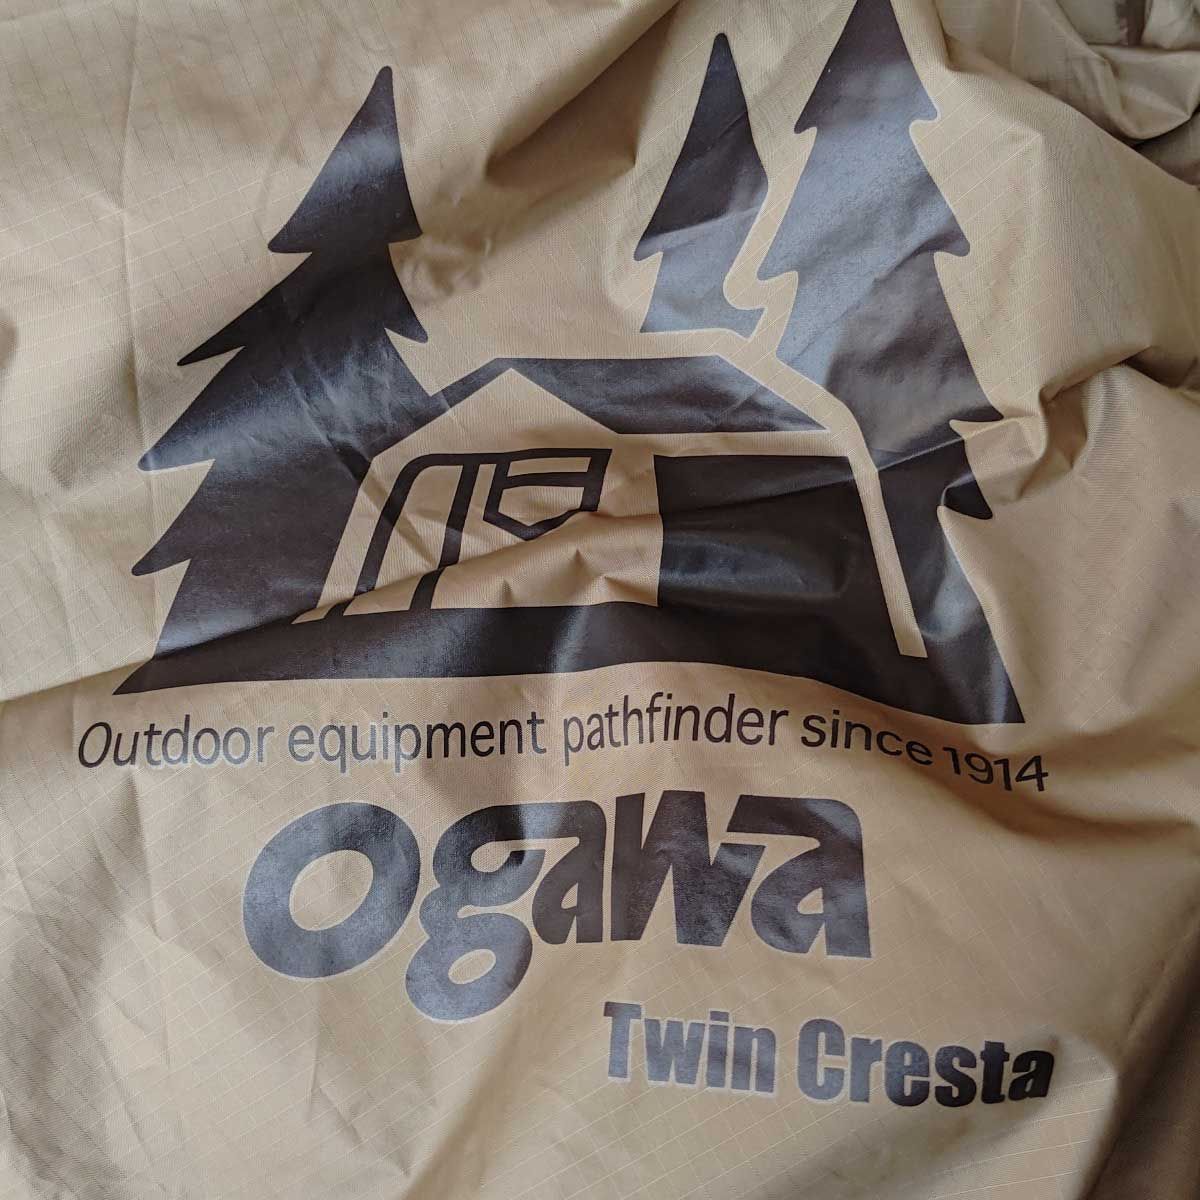 Outdoor equipment pathfinder since 1914
ogawa
Twin Cresta